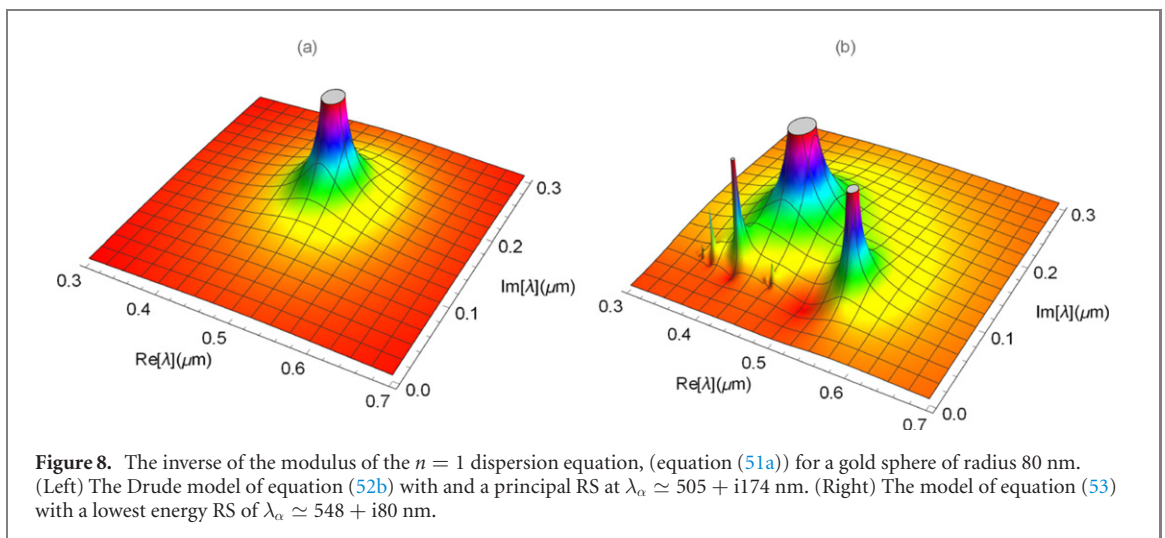 (a)
(b)
0.3
0.4
0.5
0.6
0.7
Re[λ](μm)
0.0
0.1
0.2
0.3
Im[λ](μm)
0.3
0.4
0.5
0.6
0.7
Re[λ](μm)
0.0
0.1
0.2
0.3
Im[λ](μm)
Figure 8. The inverse of the modulus of the n = 1 dispersion equation, (equation (51a)) for a gold sphere of radius 80 nm.
(Left) The Drude model of equation (52b) with and a principal RS at λα ≃ 505 + i174 nm. (Right) The model of equation (53)
with a lowest energy RS of λα ≃ 548 + i80 nm.